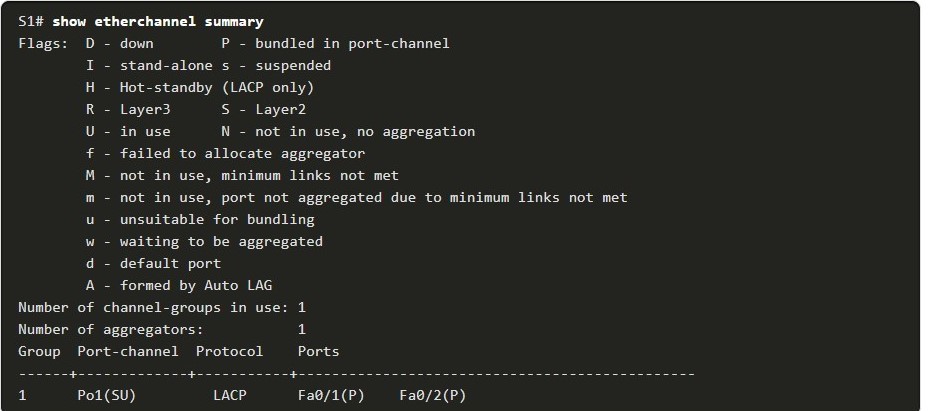 S1# show etherchannel summary
Flags:  D - down        P - bundled in port-channel
        I - stand-alone s - suspended
        H - Hot-standby (LACP only)
        R - Layer3      S - Layer2
        U - in use      N - not in use, no aggregation
        f - failed to allocate aggregator
        M - not in use, minimum links not met
        m - not in use, port not aggregated due to minimum links not met
        u - unsuitable for bundling
        w - waiting to be aggregated
        d - default port
        A - formed by Auto LAG
Number of channel-groups in use: 1
Number of aggregators:           1
Group  Port-channel  Protocol    Ports
------+-------------+-----------+-----------------------------------------------
1      Po1(SU)         LACP      Fa0/1(P)    Fa0/2(P)